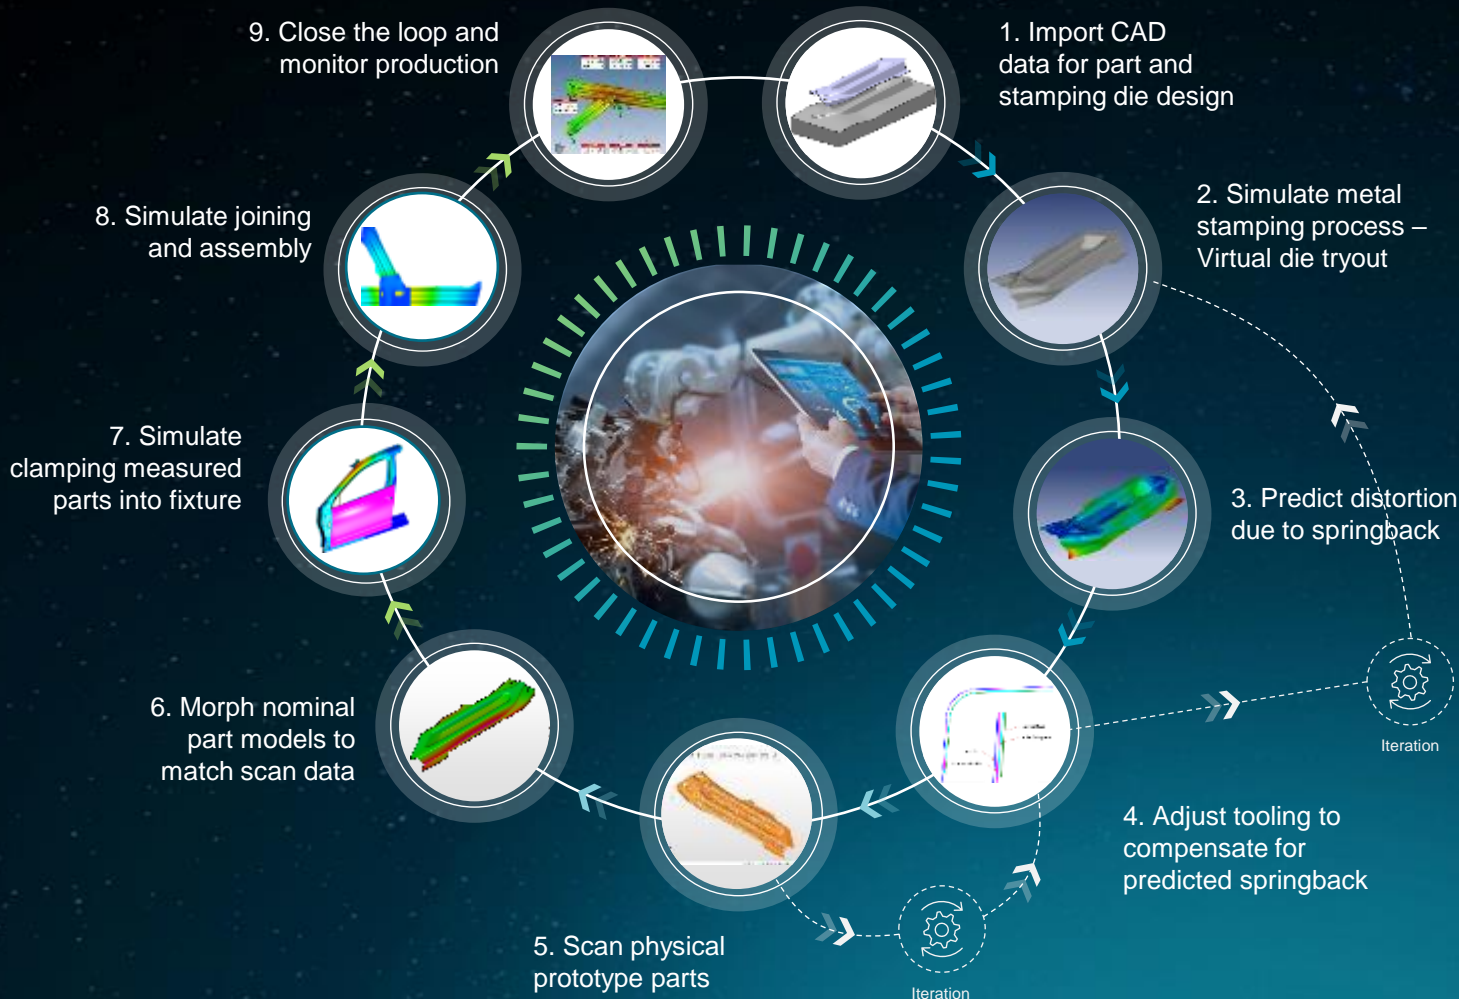 1. Import CAD
data for part and
stamping die design
2. Simulate metal
stamping process –
Virtual die tryout
3. Predict distortion
due to springback
4. Adjust tooling to
compensate for
predicted springback
5. Scan physical
prototype parts
6. Morph nominal
part models to
match scan data
7. Simulate
clamping measured
parts into fixture
8. Simulate joining
and assembly
9. Close the loop and
monitor production
Iteration
Iteration